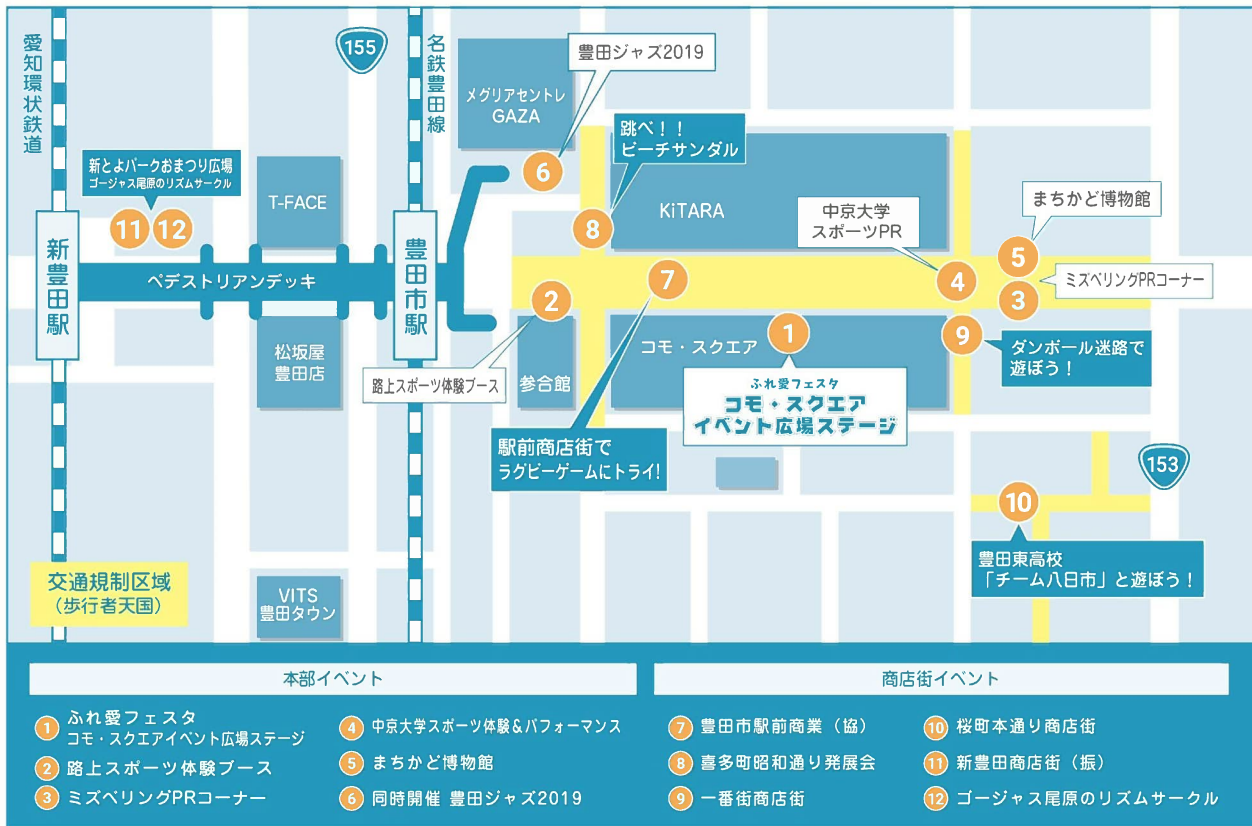 愛知環状鉄道
155
名鉄豊田線
メグリアセントレ
GAZA
豊田ジャズ2019
6
跳べ！！
ビーチサンダル
8
KiTARA
中京大学
スポーツPR
4
まちかど博物館
5
ミズベリングPRコーナー
3
新とよパークおまつり広場
ゴージャス尾原のリズムサークル
11
12
T-FACE
新豊田駅
ペデストリアンデッキ
豊田市駅
松坂屋
豊田店
2
路上スポーツ体験ブース
参合館
7
駅前商店街で
ラグビーゲームにトライ!
コモ・スクエア
1
ふれ愛フェスタ
コモ・スクエア
イベント広場ステージ
9
ダンボール迷路で
遊ぼう！
153
10
豊田東高校
「チーム八日市」と遊ぼう！
交通規制区域
（歩行者天国）
VITS
豊田タウン
本部イベント
1 ふれ愛フェスタ
コモ・スクエアイベント広場ステージ
2 路上スポーツ体験ブース
3 ミズベリングPRコーナー
4 中京大学スポーツ体験＆パフォーマンス
5 まちかど博物館
6 同時開催 豊田ジャズ2019
商店街イベント
7 豊田市駅前商業（協）
8 喜多町昭和通り発展会
9 一番街商店街
10 桜町本通り商店街
11 新豊田商店街（振）
12 ゴージャス尾原のリズムサークル